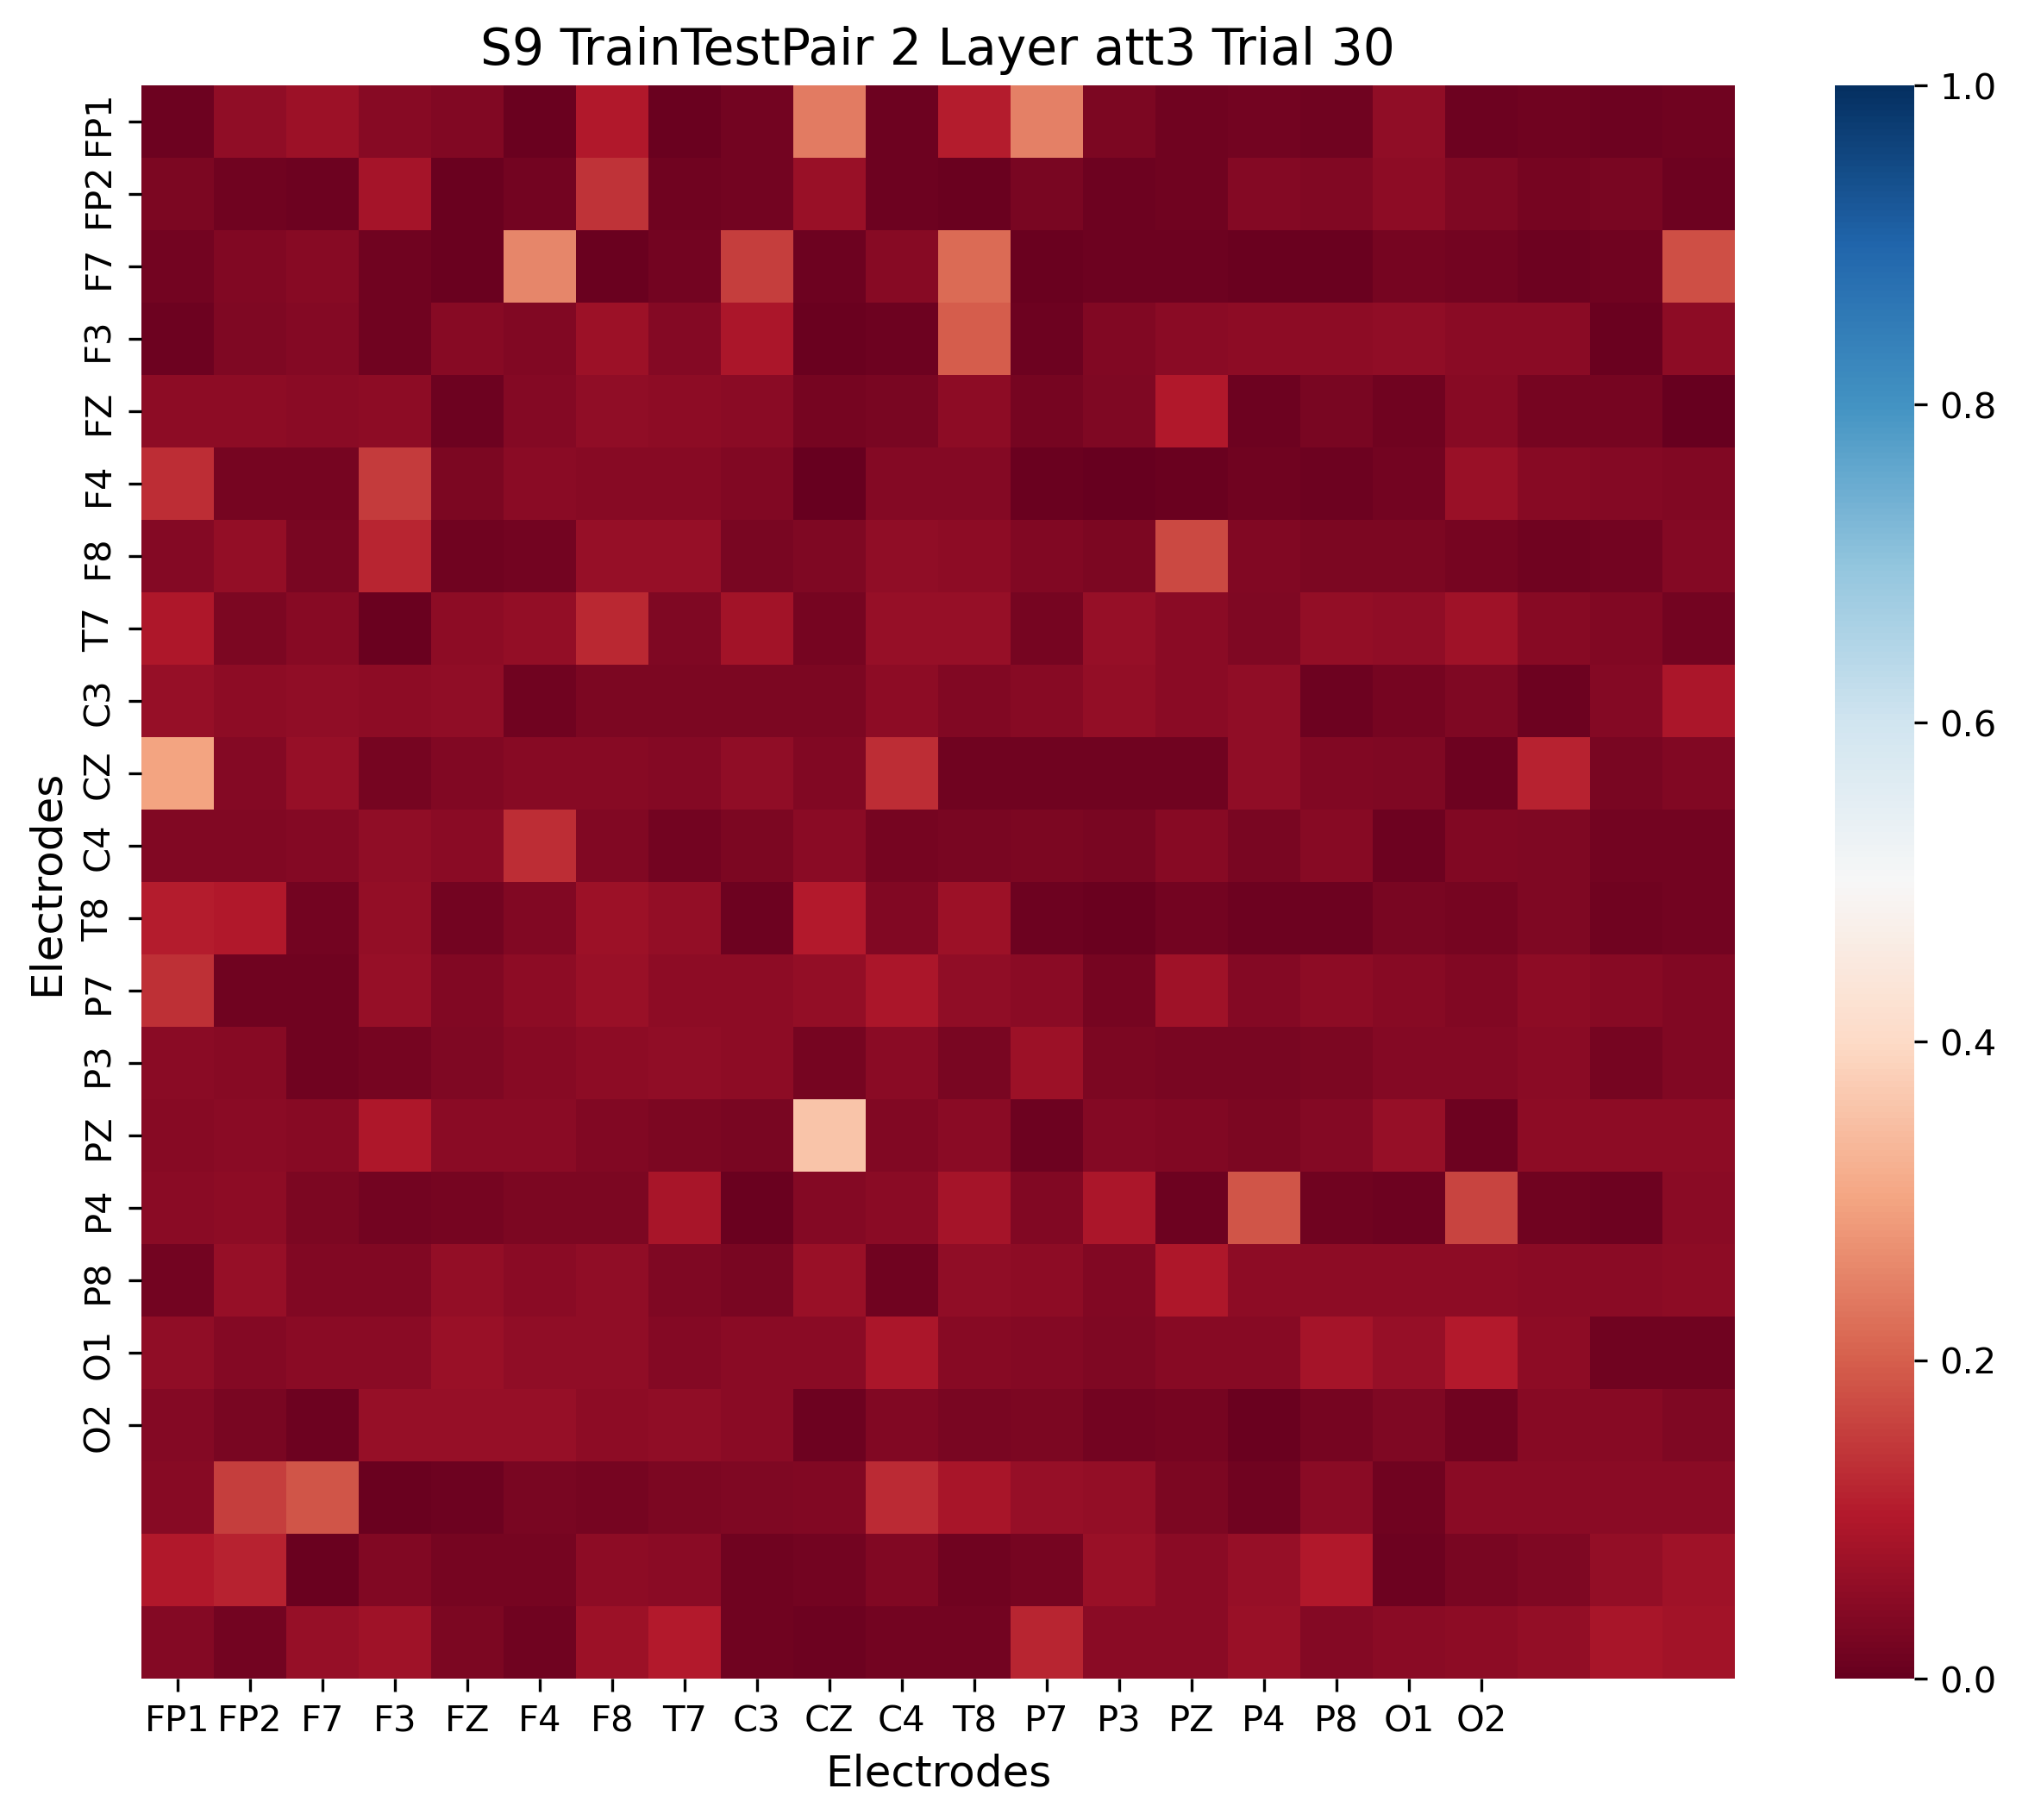 S9 TrainTestPair 2 Layer att3 Trial 30
Electrodes
FP1
FP2
F7
F3
FZ
F4
F8
T7
C3
CZ
C4
T8
P7
P3
PZ
P4
P8
O1
O2
FP1 FP2 F7 F3 FZ F4 F8 T7 C3 CZ C4 T8 P7 P3 PZ P4 P8 O1 O2
Electrodes
1.0
0.8
0.6
0.4
0.2
0.0